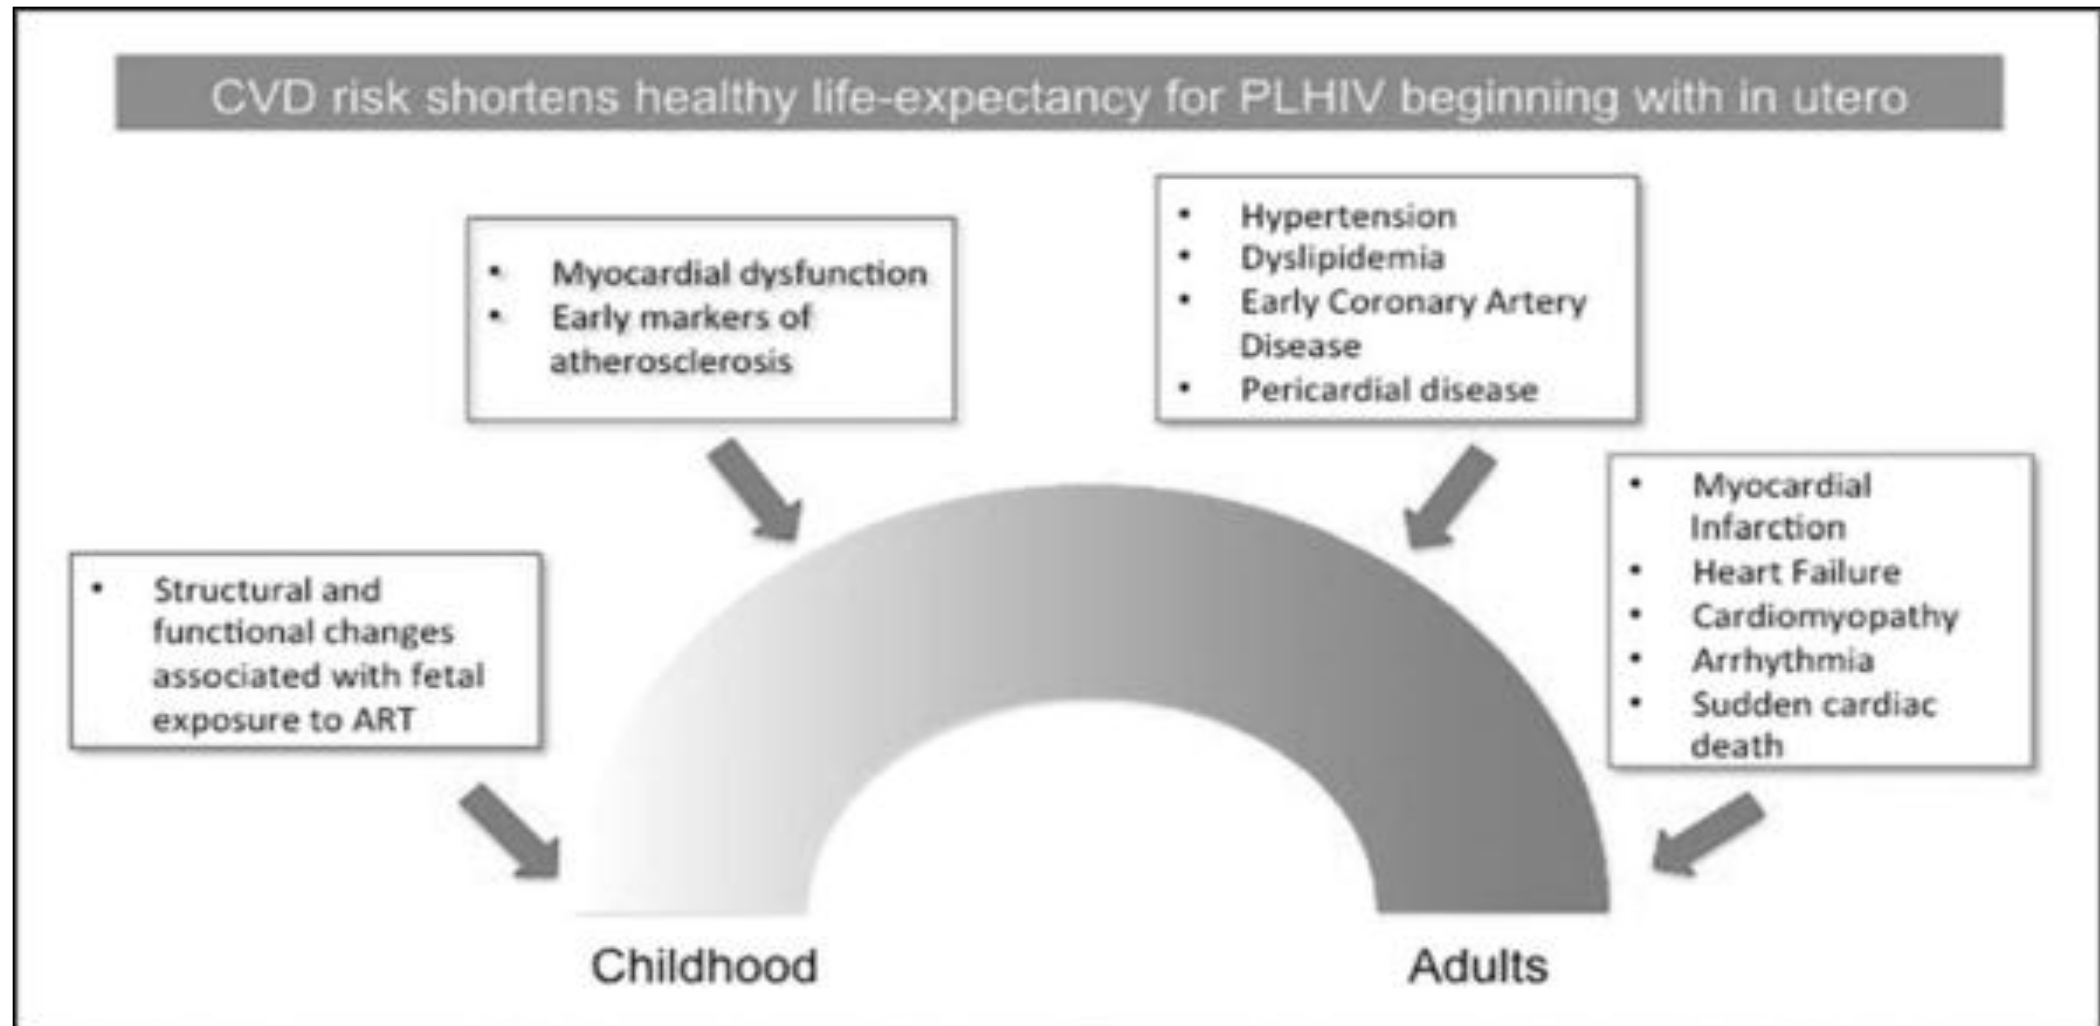 CVD risk shortens healthy life-expectancy for PLHIV beginning with in utero
• Structural and
functional changes
associated with fetal
exposure to ART
• Myocardial dysfunction
• Early markers of
atherosclerosis
• Hypertension
• Dyslipidemia
• Early Coronary Artery
Disease
• Pericardial disease
• Myocardial
Infarction
• Heart Failure
• Cardiomyopathy
• Arrhythmia
• Sudden cardiac
death
Childhood
Adults